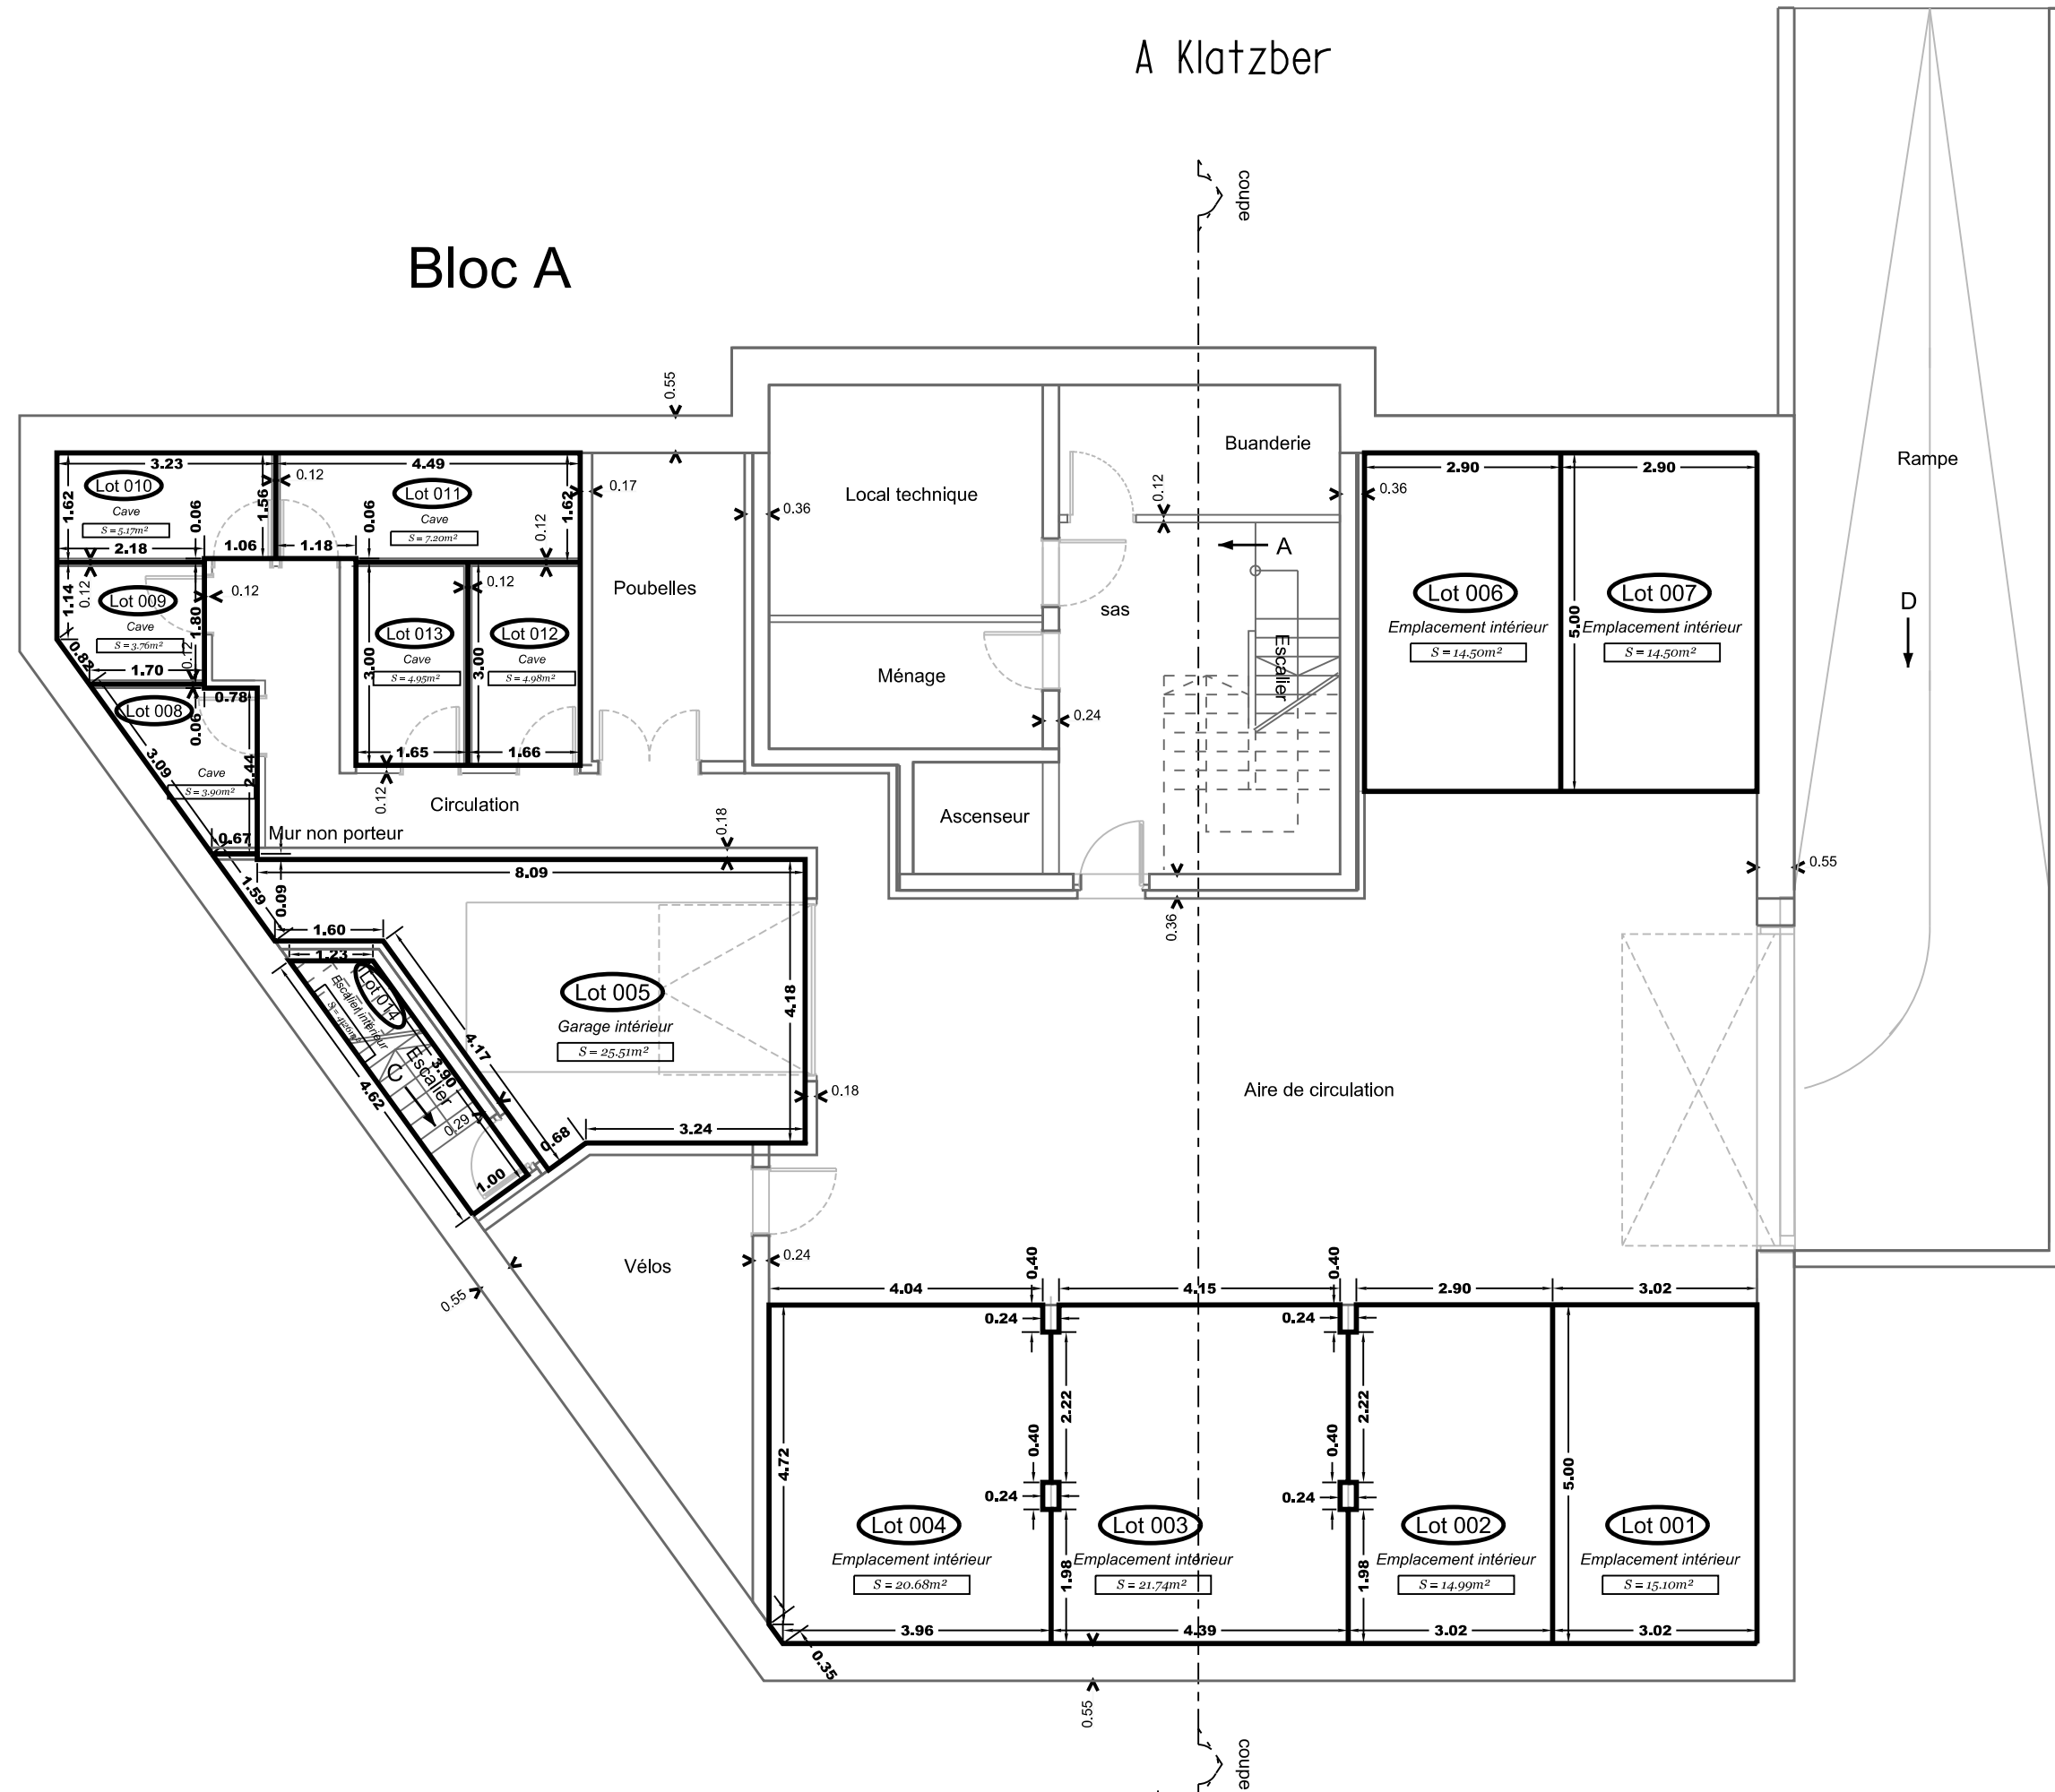 A Klatzber
coupe
Bloc A
0.55
3.23
4.49
Lot 010
Cave
S = 5.17m²
1.62
1.56
0.12
0.06
2.18
1.06
1.18
Lot 011
Cave
S = 7.20m²
0.06
0.12
1.62
0.17
Poubelles
0.36
Local technique
Buanderie
0.12
0.36
A
sas
Escalier
Ménage
0.24
Ascenseur
2.90
2.90
5.00
Lot 006
Emplacement intérieur
S = 14.50m²
Lot 007
Emplacement intérieur
S = 14.50m²
Rampe
D
1.14
0.12
Lot 009
Cave
S = 3.76m²
1.80
0.12
0.12
0.82
1.70
0.78
Lot 008
0.06
3.09
Cave
S = 3.90m²
2.44
0.67
Lot 013
Cave
S = 4.95m²
3.00
0.12
1.65
Lot 012
Cave
S = 4.98m²
3.00
1.66
0.12
Circulation
Mur non porteur
0.18
8.09
1.59
0.09
1.60
1.23
Lot 014
Escalier intérieur
Escalier
C
4.17
3.90
4.62
0.29
1.00
0.68
Lot 005
Garage intérieur
S = 25.51m²
4.18
3.24
0.18
0.36
0.55
Aire de circulation
Vélos
0.24
0.55
4.04
0.40
4.15
0.40
2.90
3.02
0.24
0.24
2.22
2.22
0.40
0.40
4.72
0.24
0.24
5.00
Lot 004
Emplacement intérieur
S = 20.68m²
Lot 003
Emplacement intérieur
S = 21.74m²
Lot 002
Emplacement intérieur
S = 14.99m²
Lot 001
Emplacement intérieur
S = 15.10m²
1.98
1.98
3.96
4.39
3.02
3.02
0.35
0.55
coupe